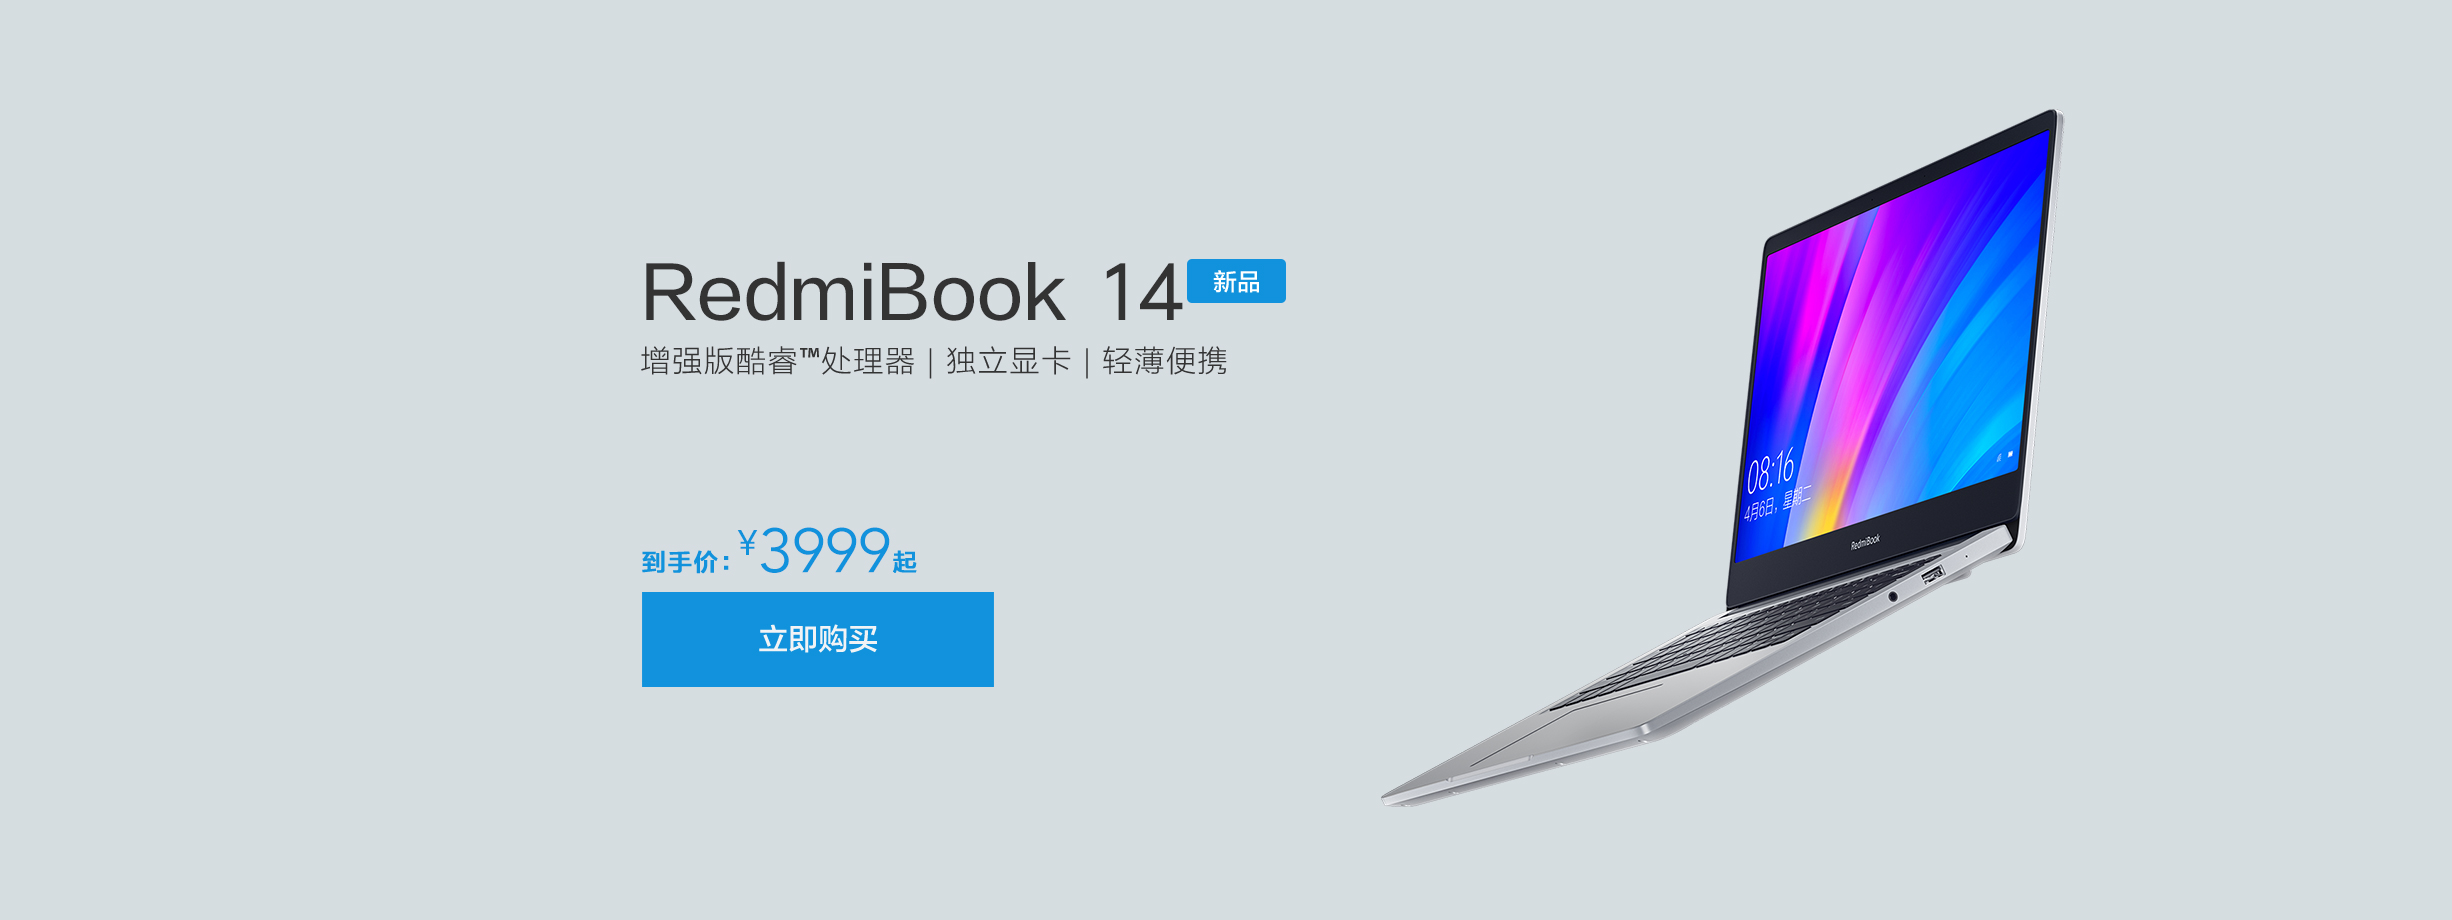 RedmiBook 14 新品
增强版酷睿™处理器 | 独立显卡 | 轻薄便携
到手价：¥3999起
立即购买
08:16
4月6日，星期二
RedmiBook